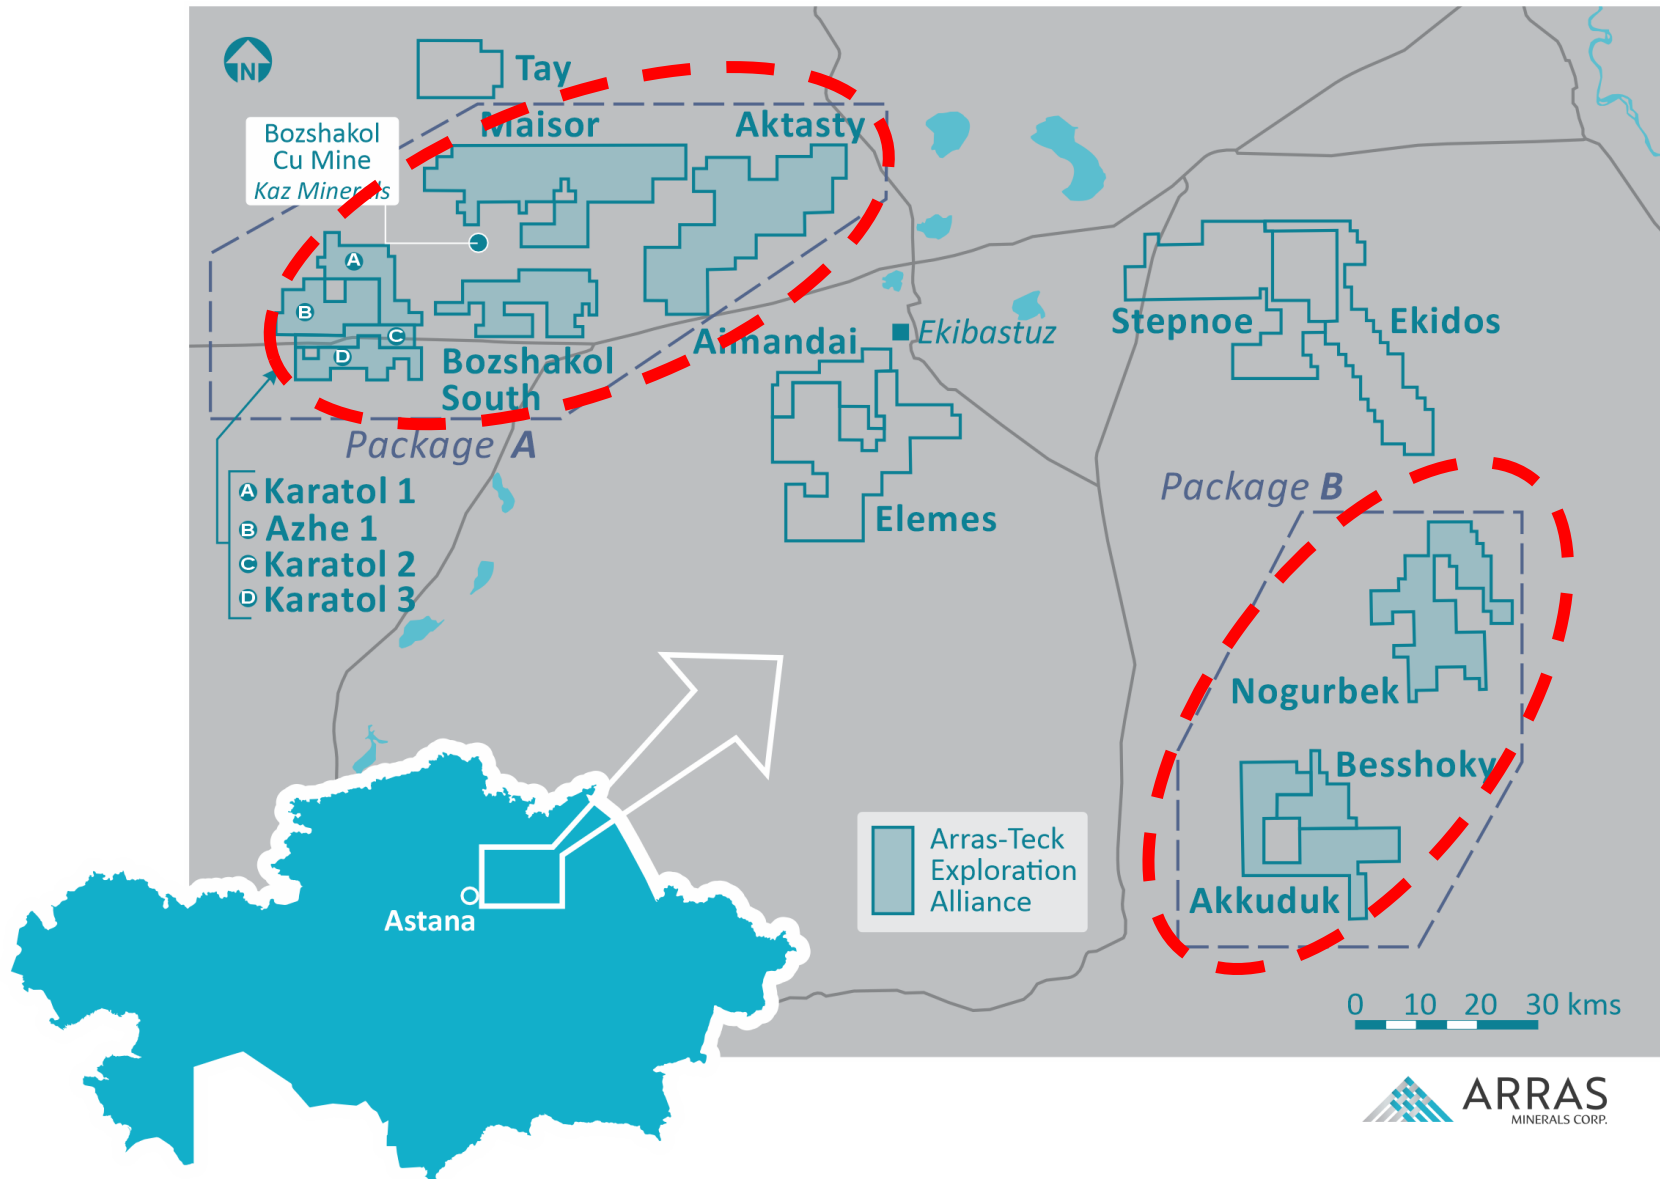 N
Tay
Maisor
Aktasty
Bozshakol
Cu Mine
Kaz Minerals
A
B
C
D
Bozshakol
South
Ainandai
Ekibastuz
Stepnoe
Ekidos
Package A
A Karatol 1
B Azhe 1
C Karatol 2
D Karatol 3
Elemes
Package B
Nogurbek
Besshoky
Akkuduk
Arras-Teck
Exploration
Alliance
Astana
0 10 20 30 kms
ARRAS
MINERALS CORP.